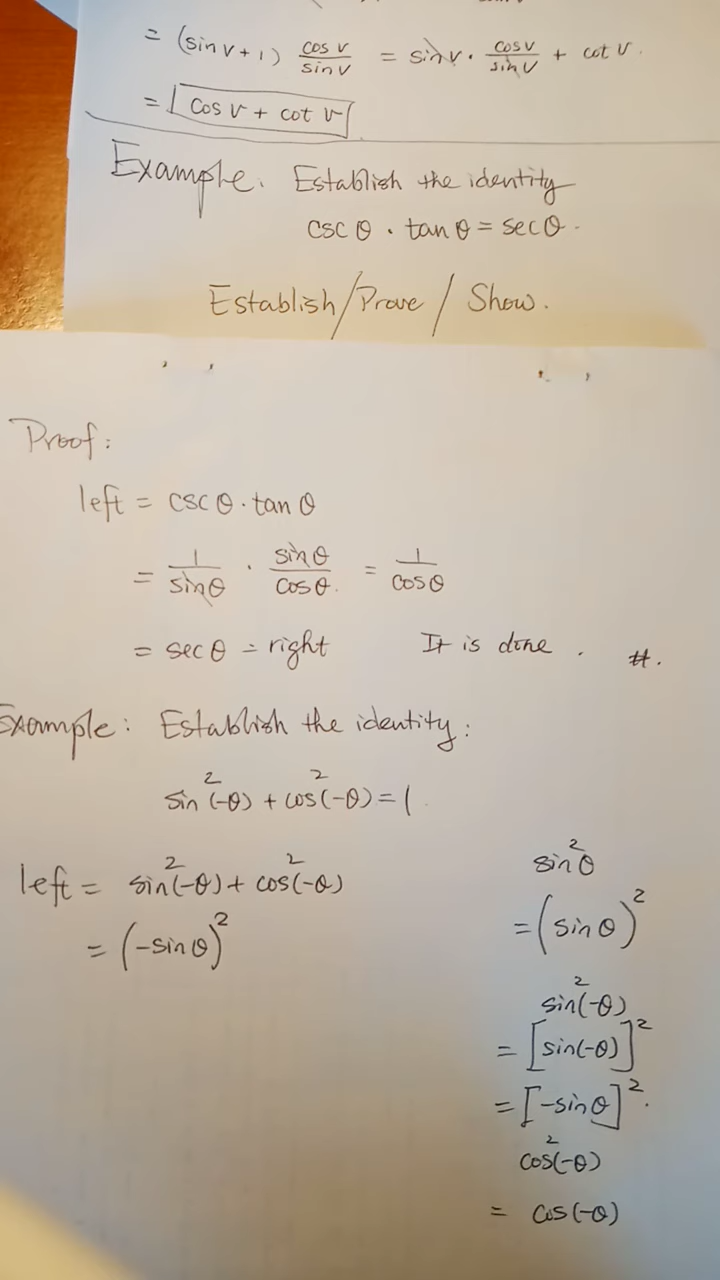 = (sin v + 1) cos v / sin v = sin v · cos v / sin v + cot v.
= cos v + cot v
Example. Establish the identity
csc θ · tan θ = sec θ.
Establish/Prove/Show.
Proof:
left = csc θ · tan θ
= 1/sin θ · sin θ/cos θ. = 1/cos θ
= sec θ = right It is done. #.
Example: Establish the identity:
sin²(-θ) + cos²(-θ) = 1.
left = sin²(-θ) + cos²(-θ)
= (-sin θ)²
sin²θ
= (sin θ)²
sin²(-θ)
= [sin(-θ)]²
= [-sin θ]².
cos²(-θ)
= cos(-θ)